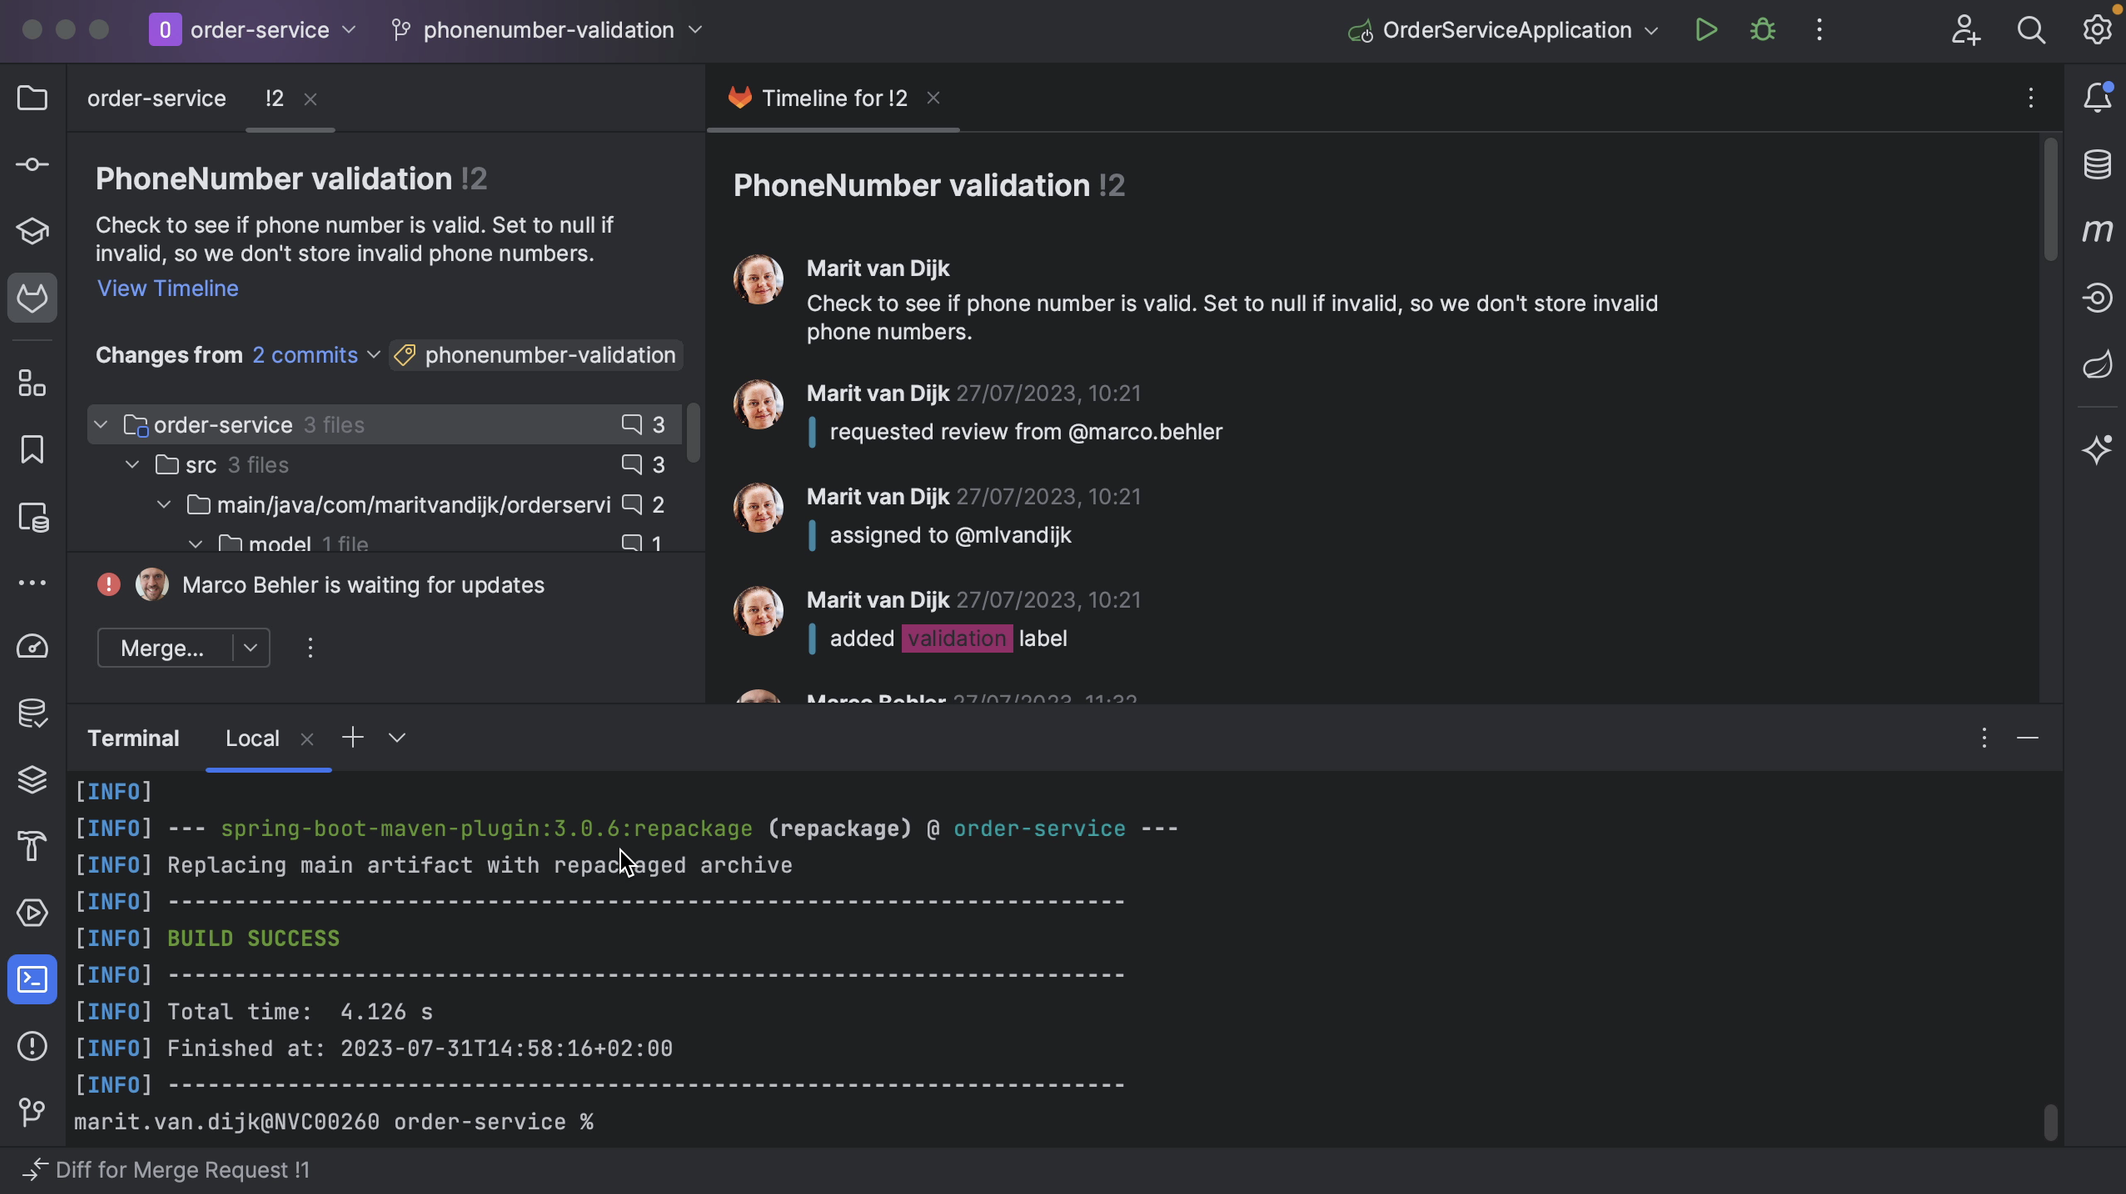 order-service
phonenumber-validation
OrderServiceApplication
order-service !2
PhoneNumber validation !2
Check to see if phone number is valid. Set to null if
invalid, so we don't store invalid phone numbers.
View Timeline
Changes from 2 commits phonenumber-validation
order-service 3 files 3
src 3 files 3
main/java/com/maritvandijk/orderservi 2
model 1 file 1
Marco Behler is waiting for updates
Merge...
Timeline for !2
PhoneNumber validation !2
Marit van Dijk
Check to see if phone number is valid. Set to null if invalid, so we don't store invalid
phone numbers.
Marit van Dijk 27/07/2023, 10:21
requested review from @marco.behler
Marit van Dijk 27/07/2023, 10:21
assigned to @mlvandijk
Marit van Dijk 27/07/2023, 10:21
added validation label
Marco Behler 27/07/2023, 11:32
Terminal Local
[INFO]
[INFO] --- spring-boot-maven-plugin:3.0.6:repackage (repackage) @ order-service ---
[INFO] Replacing main artifact with repackaged archive
[INFO] ------------------------------------------------------------------------
[INFO] BUILD SUCCESS
[INFO] ------------------------------------------------------------------------
[INFO] Total time:  4.126 s
[INFO] Finished at: 2023-07-31T14:58:16+02:00
[INFO] ------------------------------------------------------------------------
marit.van.dijk@NVC00260 order-service %
Diff for Merge Request !1